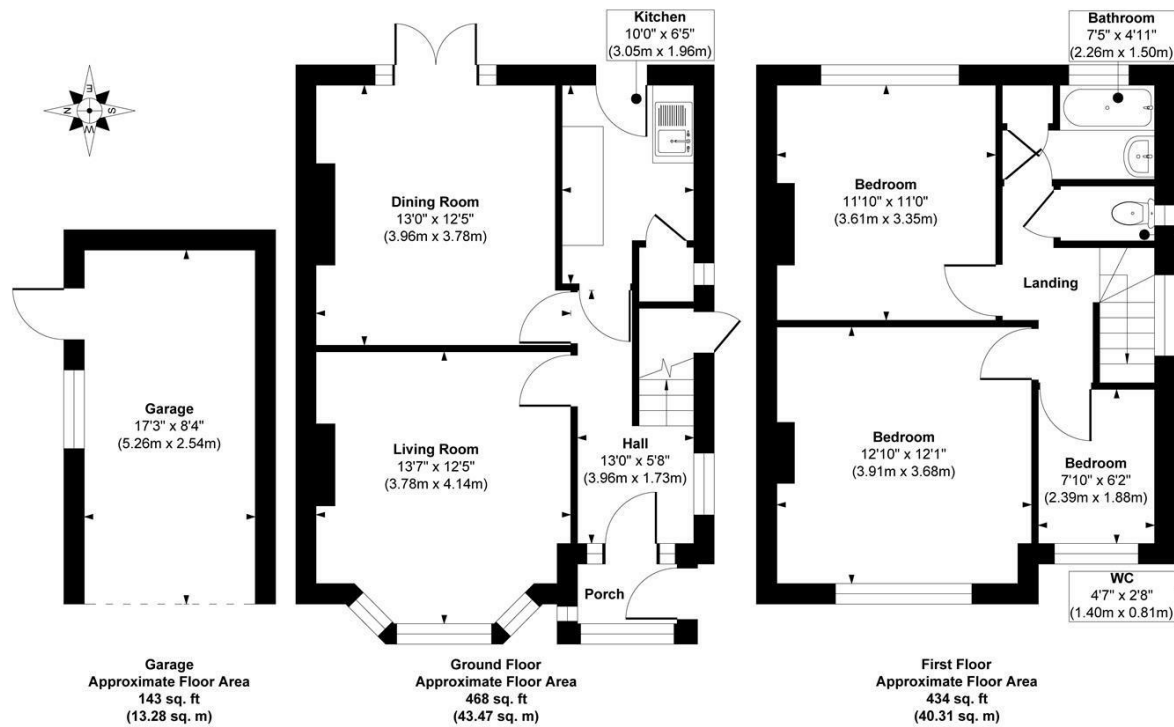 Kitchen
10'0" x 6'5"
(3.05m x 1.96m)
Bathroom
7'5" x 4'11"
(2.26m x 1.50m)
E
N
S
W
Dining Room
13'0" x 12'5"
(3.96m x 3.78m)
Bedroom
11'10" x 11'0"
(3.61m x 3.35m)
Landing
Garage
17'3" x 8'4"
(5.26m x 2.54m)
Living Room
13'7" x 12'5"
(3.78m x 4.14m)
Hall
13'0" x 5'8"
(3.96m x 1.73m)
Bedroom
12'10" x 12'1"
(3.91m x 3.68m)
Bedroom
7'10" x 6'2"
(2.39m x 1.88m)
Porch
WC
4'7" x 2'8"
(1.40m x 0.81m)
Garage
Approximate Floor Area
143 sq. ft
(13.28 sq. m)
Ground Floor
Approximate Floor Area
468 sq. ft
(43.47 sq. m)
First Floor
Approximate Floor Area
434 sq. ft
(40.31 sq. m)